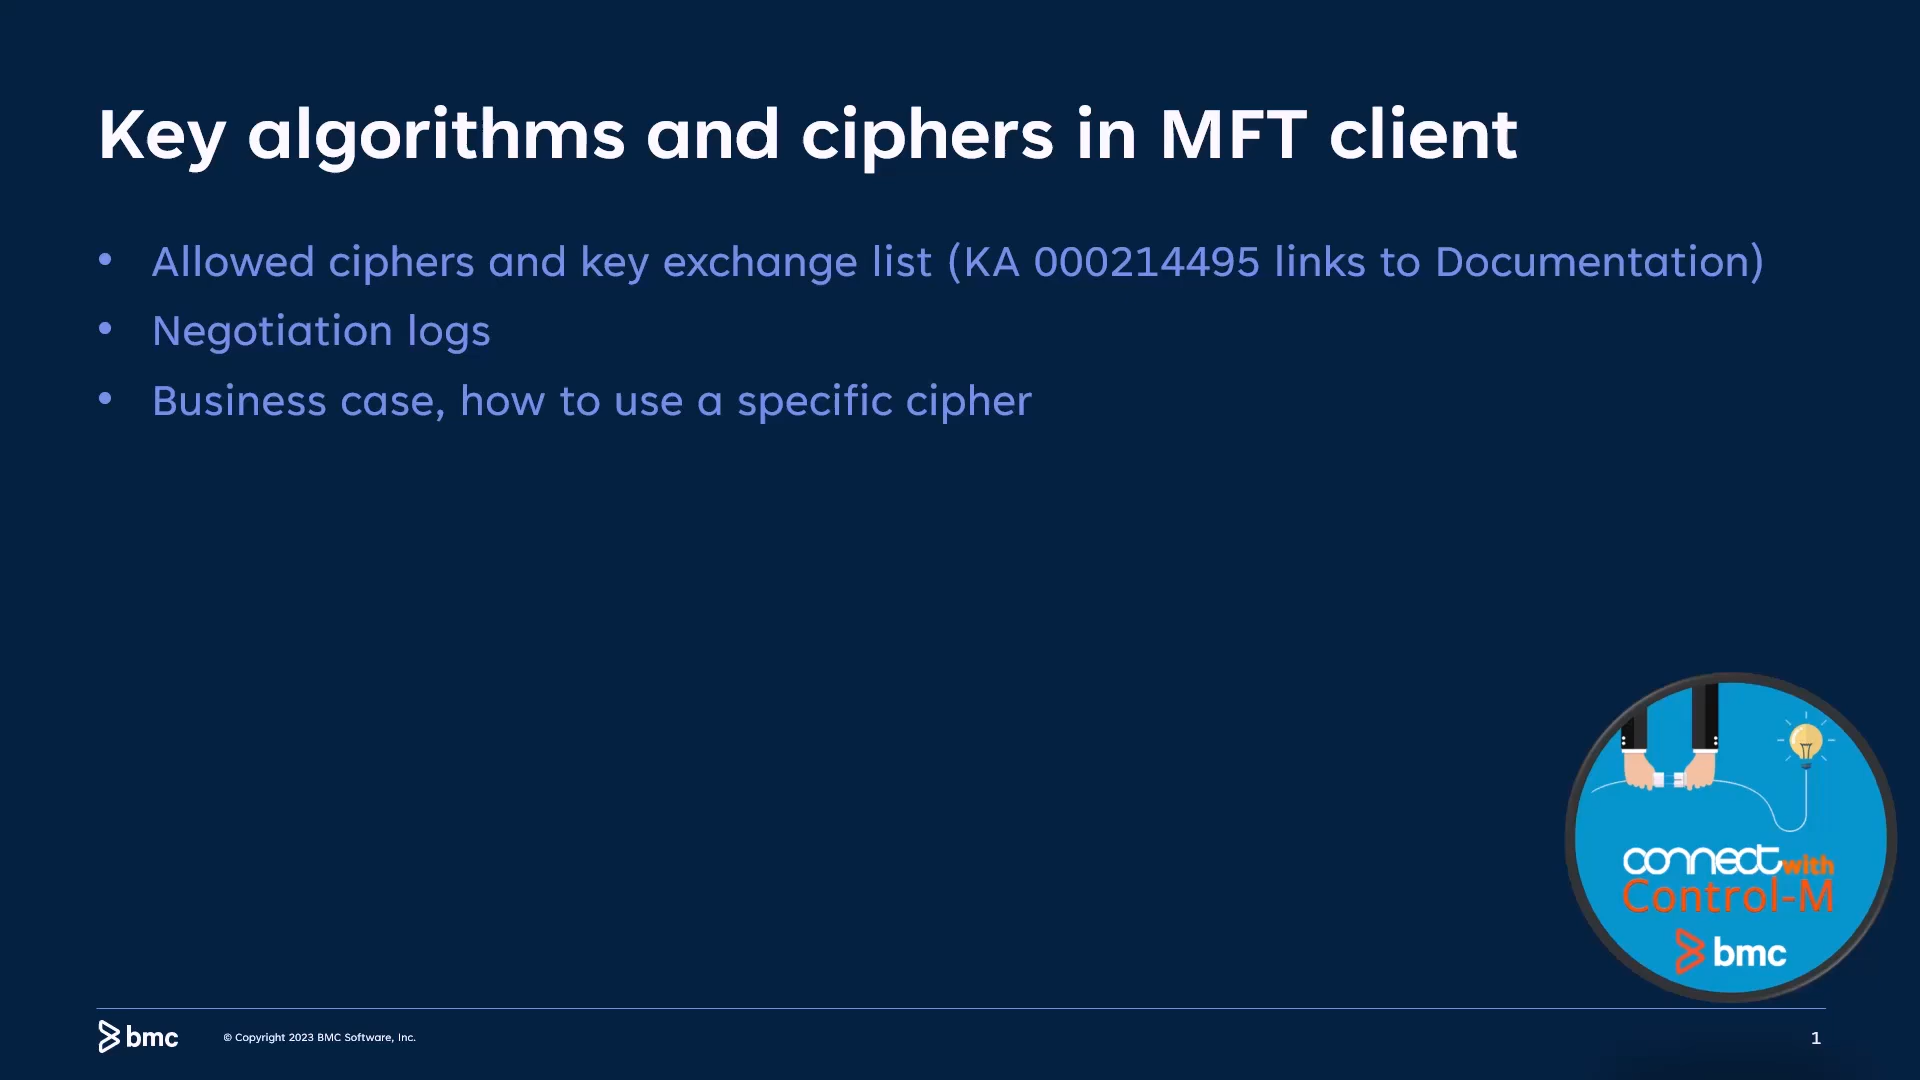 Key algorithms and ciphers in MFT client
• Allowed ciphers and key exchange list (KA 000214495 links to Documentation)
• Negotiation logs
• Business case, how to use a specific cipher
connect with
Control-M
bmc
bmc
© Copyright 2023 BMC Software, Inc.
1